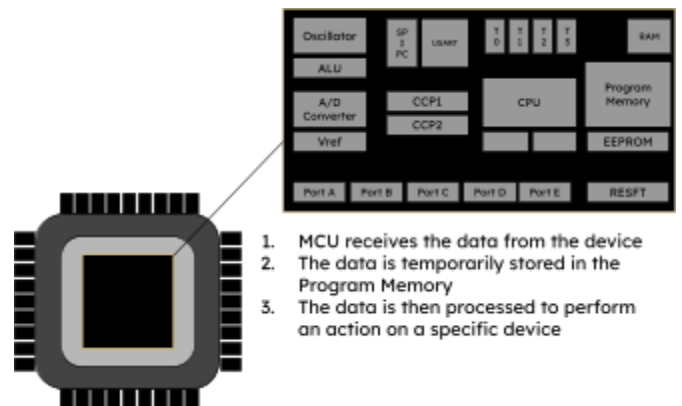 Oscillator
SP
I
PC
USART
T
0
T
1
T
2
T
3
RAM
ALU
A/D
Converter
CCP1
CPU
Program
Memory
CCP2
Vref
EEPROM
Port A
Port B
Port C
Port D
Port E
RESFT
1. MCU receives the data from the device
2. The data is temporarily stored in the
Program Memory
3. The data is then processed to perform
an action on a specific device